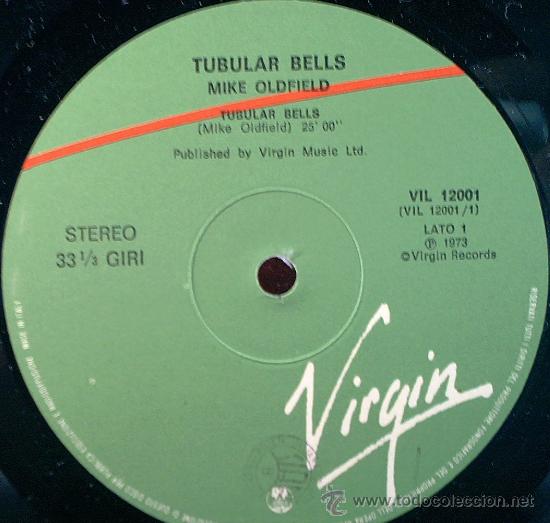 TUBULAR BELLS
MIKE OLDFIELD
TUBULAR BELLS
(Mike Oldfield) 25' 00''
Published by Virgin Music Ltd.
VIL 12001
(VIL 12001/1)
STEREO
33 1/3 GIRI
LATO 1
Ⓟ 1973
©Virgin Records
Virgin
todocoleccion.net